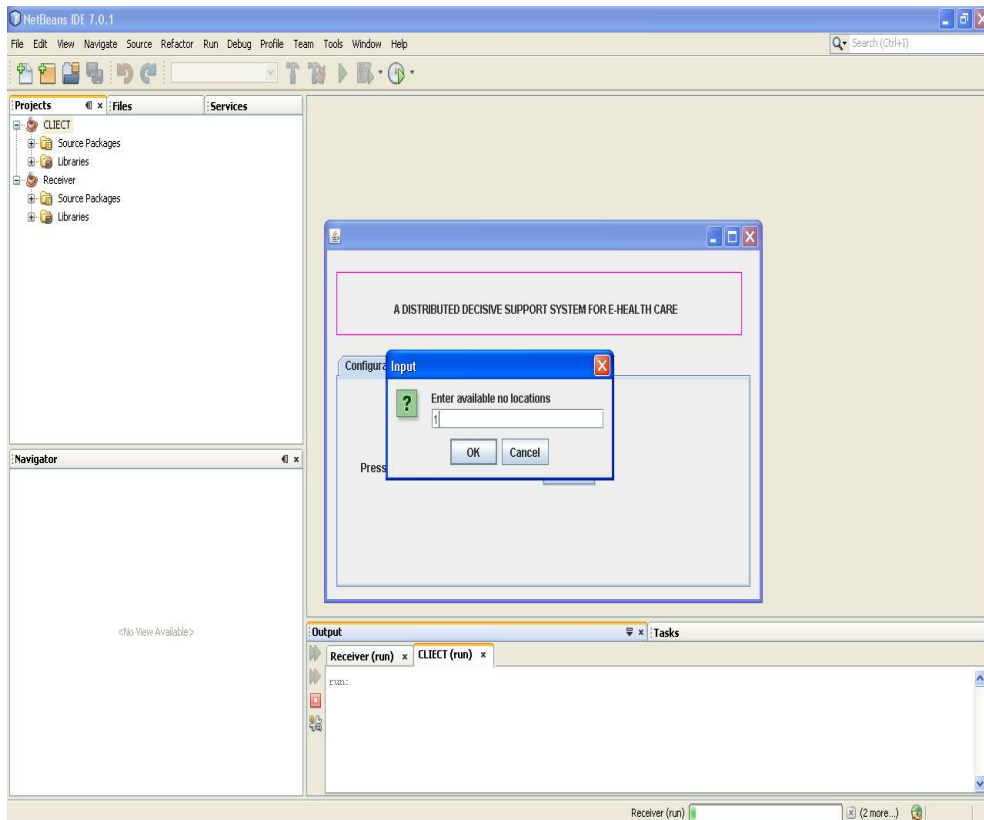 NetBeans IDE 7.0.1
File Edit View Navigate Source Refactor Run Debug Profile Team Tools Window Help
Search (Ctrl+I)
Projects Files Services
CLIECT
Source Packages
Libraries
Receiver
Source Packages
Libraries
A DISTRIBUTED DECISIVE SUPPORT SYSTEM FOR E-HEALTH CARE
Configura
Input
Enter available no locations
1
OK Cancel
Press
Navigator
<No View Available>
Output Tasks
Receiver (run) CLIECT (run)
run:
Receiver (run) (2 more...)